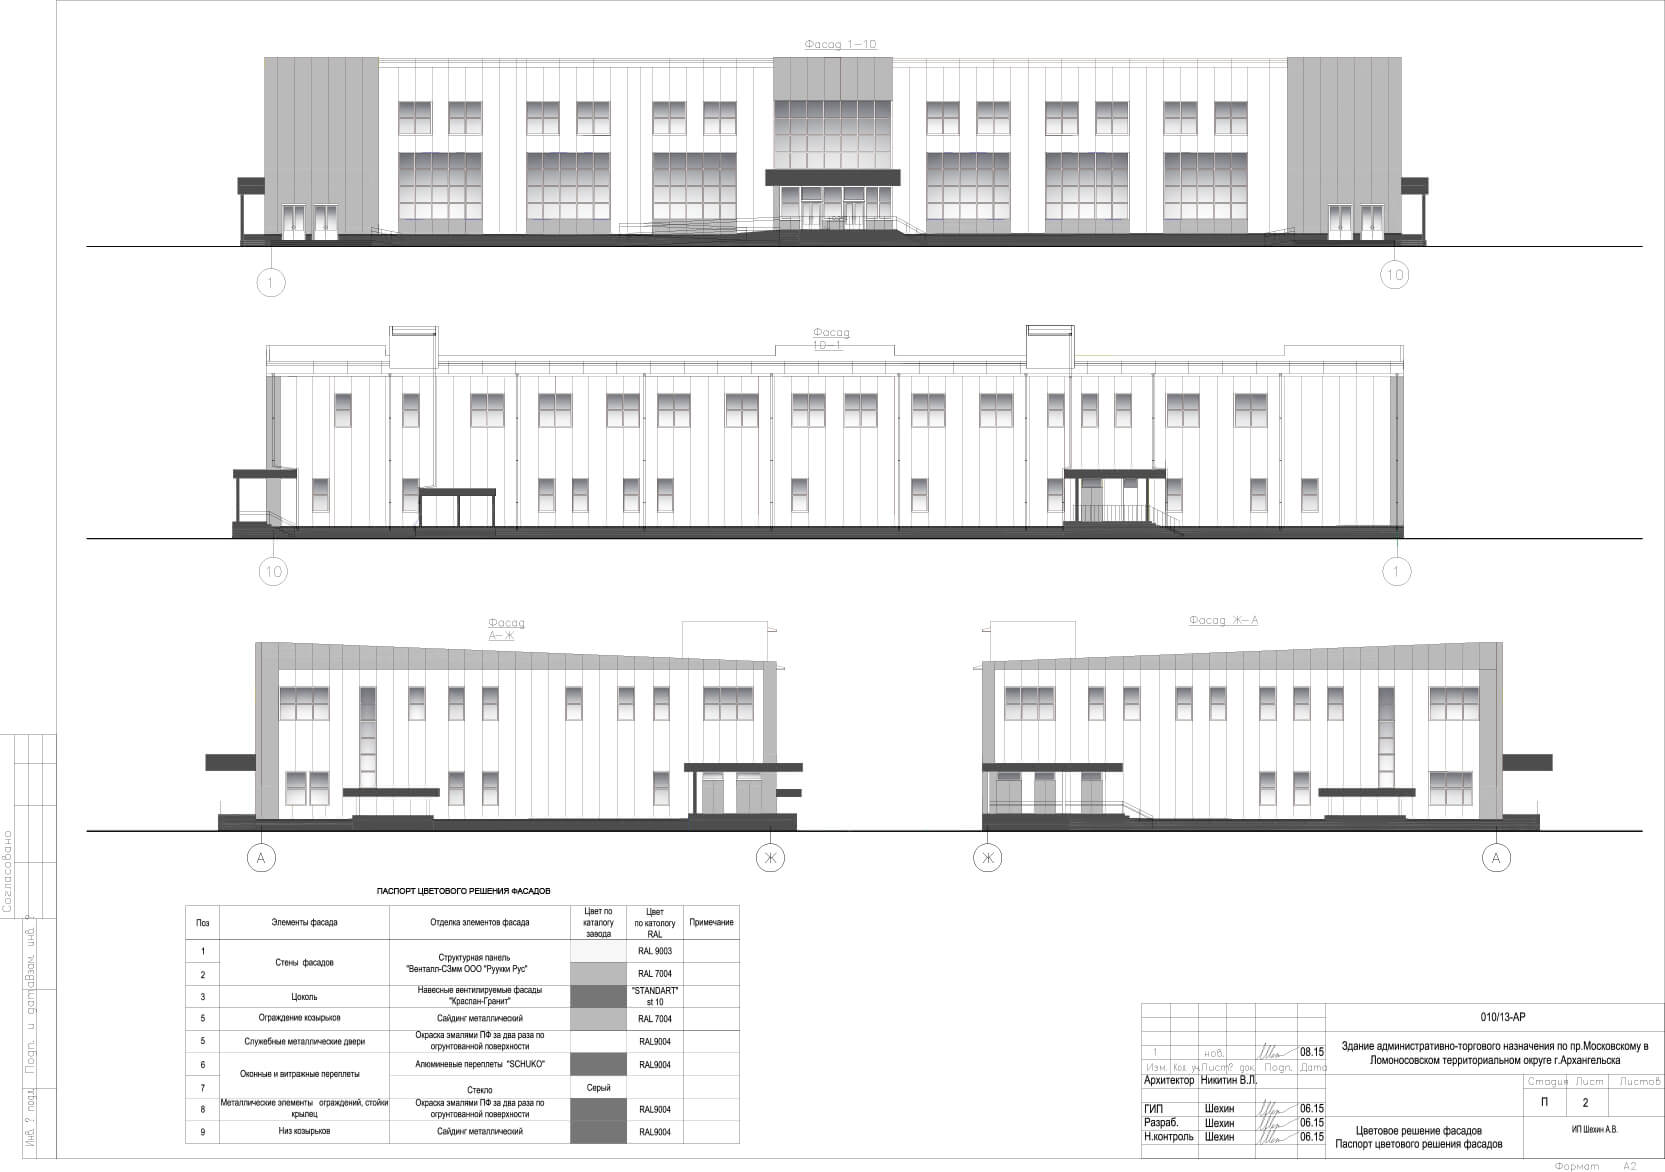 Фасад 1-10
1
10
Фасад
10-1
10
1
Фасад
А-Ж
Фасад Ж-А
А
Ж
Ж
А
ПАСПОРТ ЦВЕТОВОГО РЕШЕНИЯ ФАСАДОВ
Поз
Элементы фасада
Отделка элементов фасада
Цвет по
каталогу
завода
Цвет
по катологу
RAL
Примечание
1
Стены фасадов
Структурная панель
"Венталл-С3мм ООО "Руукки Рус"
RAL 9003
2
RAL 7004
3
Цоколь
Навесные вентилируемые фасады
"Краспан-Гранит"
"STANDART"
st 10
5
Ограждение козырьков
Сайдинг металлический
RAL 7004
5
Служебные металлические двери
Окраска эмалями ПФ за два раза по
огрунтованной поверхности
RAL9004
6
Оконные и витражные переплеты
Алюминевые переплеты "SCHUKO"
RAL9004
7
Стекло
Серый
8
Металлические элементы ограждений, стойки
крылец
Окраска эмалями ПФ за два раза по
огрунтованной поверхности
RAL9004
9
Низ козырьков
Сайдинг металлический
RAL9004
Согласовано
Взам. инв. ?
Подп. и дата
Инв. ? подл.
010/13-АР
Здание административно-торгового назначения по пр.Московскому в
Ломоносовском территориальном округе г.Архангельска
1 нов. 08.15
Изм. Кол. уч. Лист ? док. Подп. Дата
Архитектор Никитин В.Л.
ГИП Шехин 06.15
Разраб. Шехин 06.15
Н.контроль Шехин 06.15
Стадия Лист Листов
П 2
Цветовое решение фасадов
Паспорт цветового решения фасадов
ИП Шехин А.В.
Формат А2